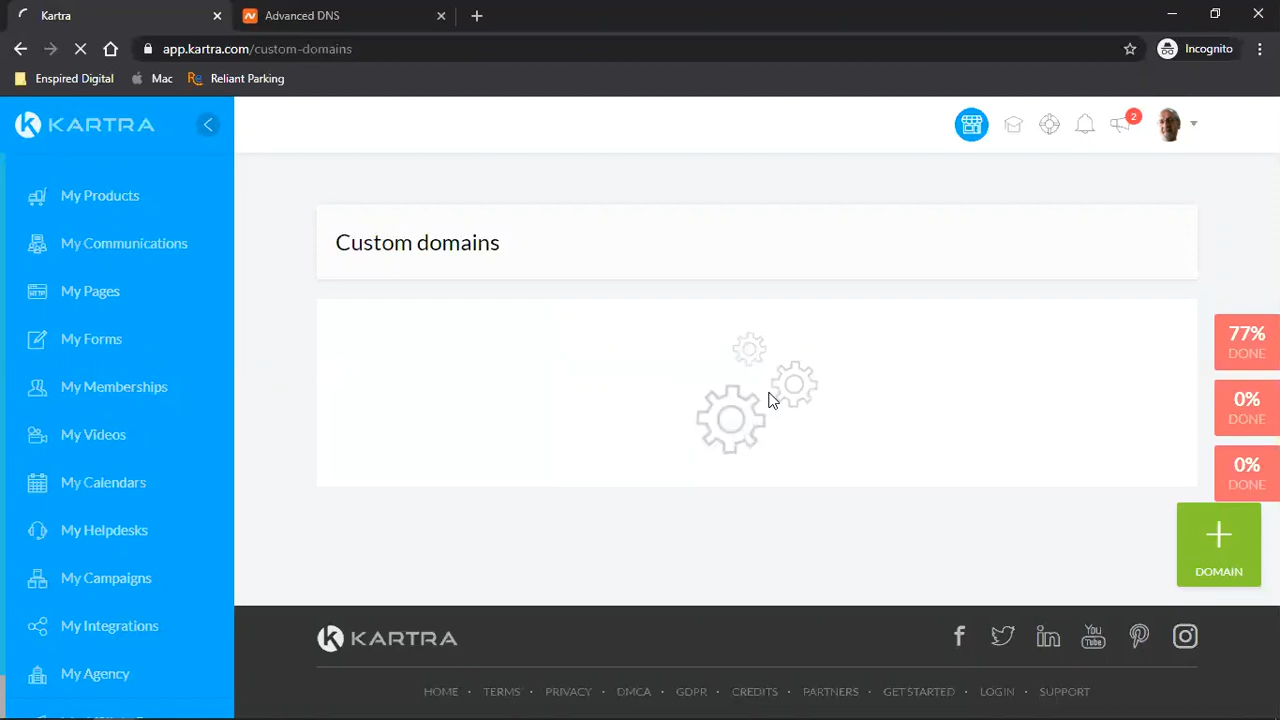 Kartra
Advanced DNS
app.kartra.com/custom-domains
Incognito
Enspired Digital
Mac
Reliant Parking
KARTRA
2
My Products
My Communications
My Pages
My Forms
My Memberships
My Videos
My Calendars
My Helpdesks
My Campaigns
My Integrations
My Agency
Custom domains
77%
DONE
0%
DONE
0%
DONE
DOMAIN
KARTRA
HOME · TERMS · PRIVACY · DMCA · GDPR · CREDITS · PARTNERS · GET STARTED · LOGIN · SUPPORT